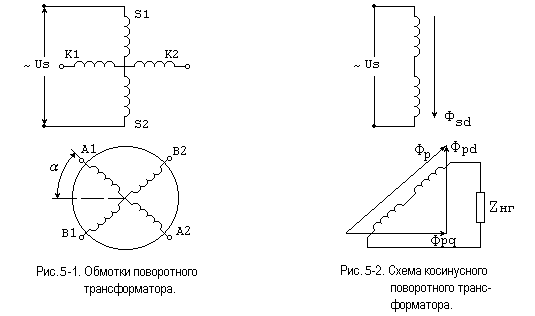 S1
~ Us
K1
K2
S2
A1
B2
α
B1
A2
Рис.5-1. Обмотки поворотного
трансформатора.
~ Us
Φsd
Φp
Φpd
Zнг
Φpq
Рис.5-2. Схема косинусного
поворотного транс-
форматора.